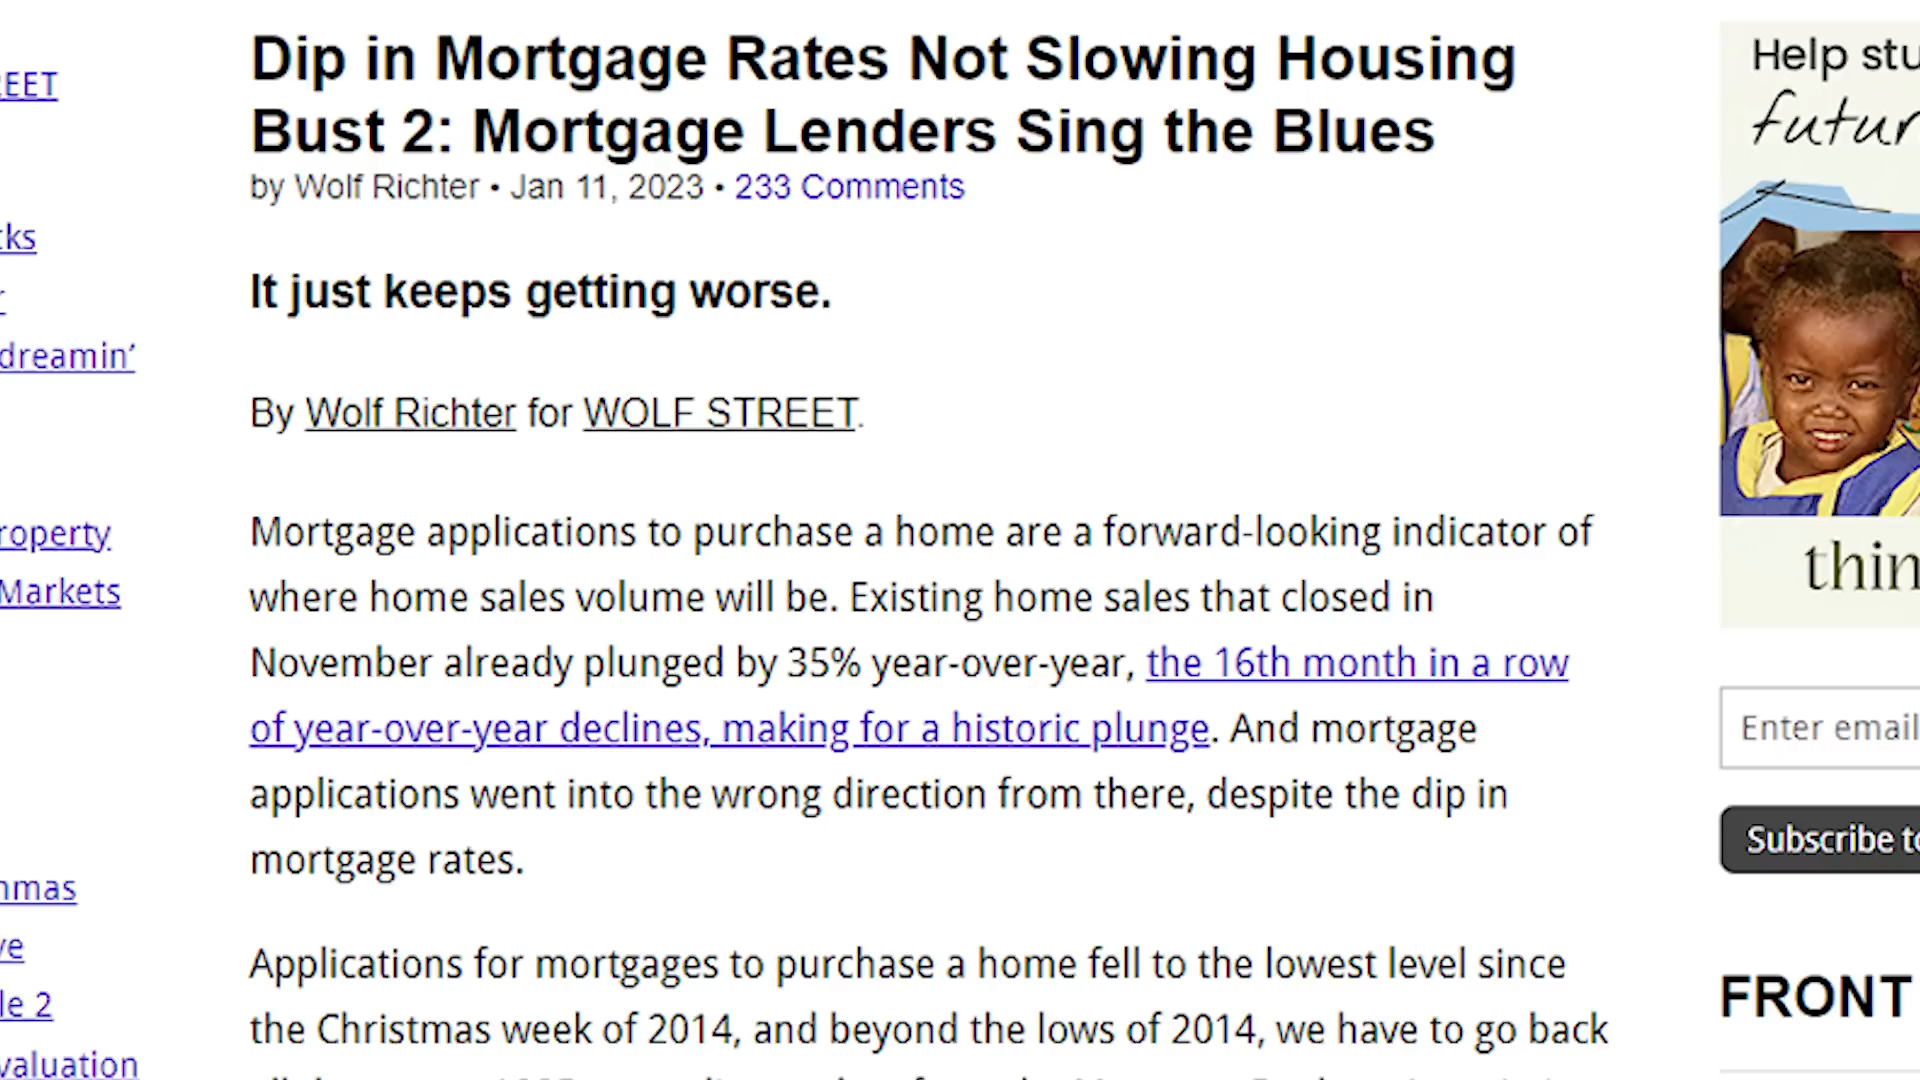 Dip in Mortgage Rates Not Slowing Housing
Bust 2: Mortgage Lenders Sing the Blues
by Wolf Richter • Jan 11, 2023 • 233 Comments
It just keeps getting worse.
By Wolf Richter for WOLF STREET.
Mortgage applications to purchase a home are a forward-looking indicator of
where home sales volume will be. Existing home sales that closed in
November already plunged by 35% year-over-year, the 16th month in a row
of year-over-year declines, making for a historic plunge. And mortgage
applications went into the wrong direction from there, despite the dip in
mortgage rates.
Applications for mortgages to purchase a home fell to the lowest level since
the Christmas week of 2014, and beyond the lows of 2014, we have to go back
EET
ks
r
dreamin’
roperty
Markets
mas
ve
le 2
valuation
Help stu
futur
thin
Enter email
Subscribe to
FRONT